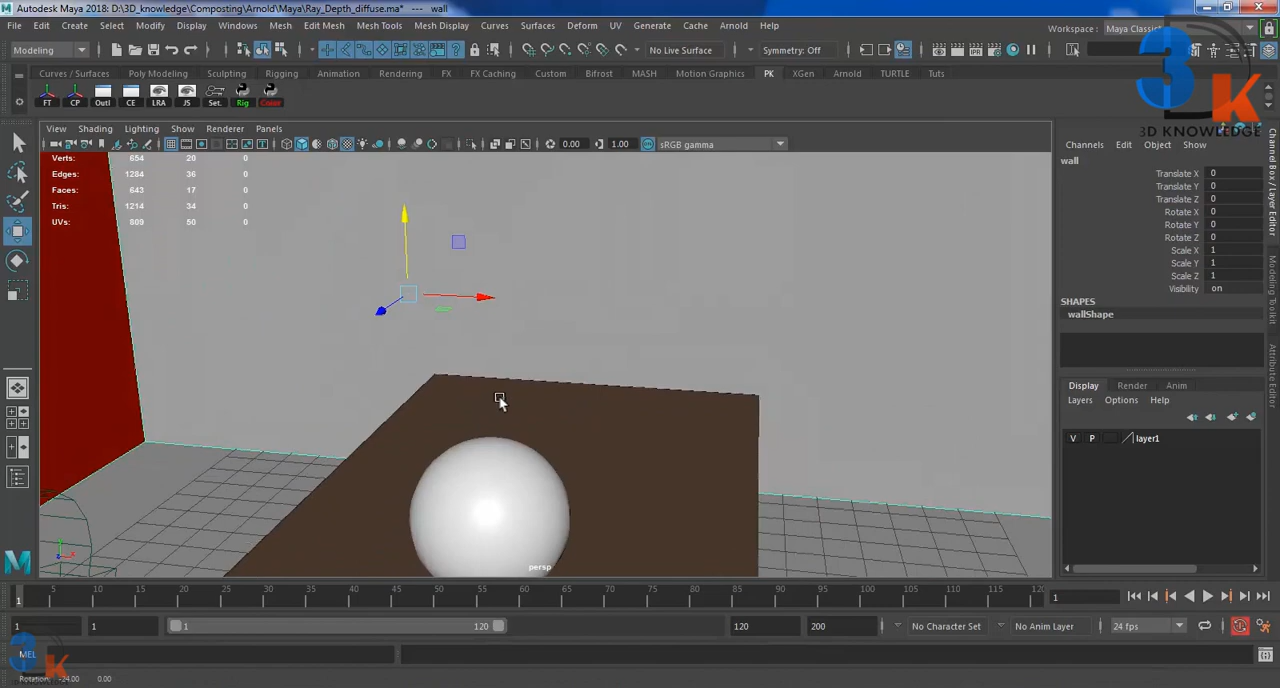 Autodesk Maya 2018: D:\3D_knowledge\Composting\Arnold\Maya\Ray_Depth_diffuse.ma* --- wall
File Edit Create Select Modify Display Windows Mesh Edit Mesh Mesh Tools Mesh Display Curves Surfaces Deform UV Generate Cache Arnold Help Workspace: Maya Classic
Modeling No Live Surface Symmetry: Off
Curves / Surfaces Poly Modeling Sculpting Rigging Animation Rendering FX FX Caching Custom Bifrost MASH Motion Graphics PK XGen Arnold TURTLE Tuts
FT CP Outl CE LRA JS Set. Rig
3D KNOWLEDGE
View Shading Lighting Show Renderer Panels
0.00 1.00 sRGB gamma
Channels Edit Object Show
Verts: 654 20 0
Edges: 1284 36 0
Faces: 643 17 0
Tris: 1214 34 0
UVs: 809 50 0
wall
Translate X 0
Translate Y 0
Translate Z 0
Rotate X 0
Rotate Y 0
Rotate Z 0
Scale X 1
Scale Y 1
Scale Z 1
Visibility on
SHAPES
wallShape
Display Render Anim
Layers Options Help
V P layer1
Channel Box / Layer Editor
Modeling Toolkit
Attribute Editor
persp
1 5 10 15 20 25 30 35 40 45 50 55 60 65 70 75 80 85 90 95 100 105 110 115 120 1
1 1 1 120 120 200 No Character Set No Anim Layer 24 fps
MEL
Rotation: -24.00 0.00